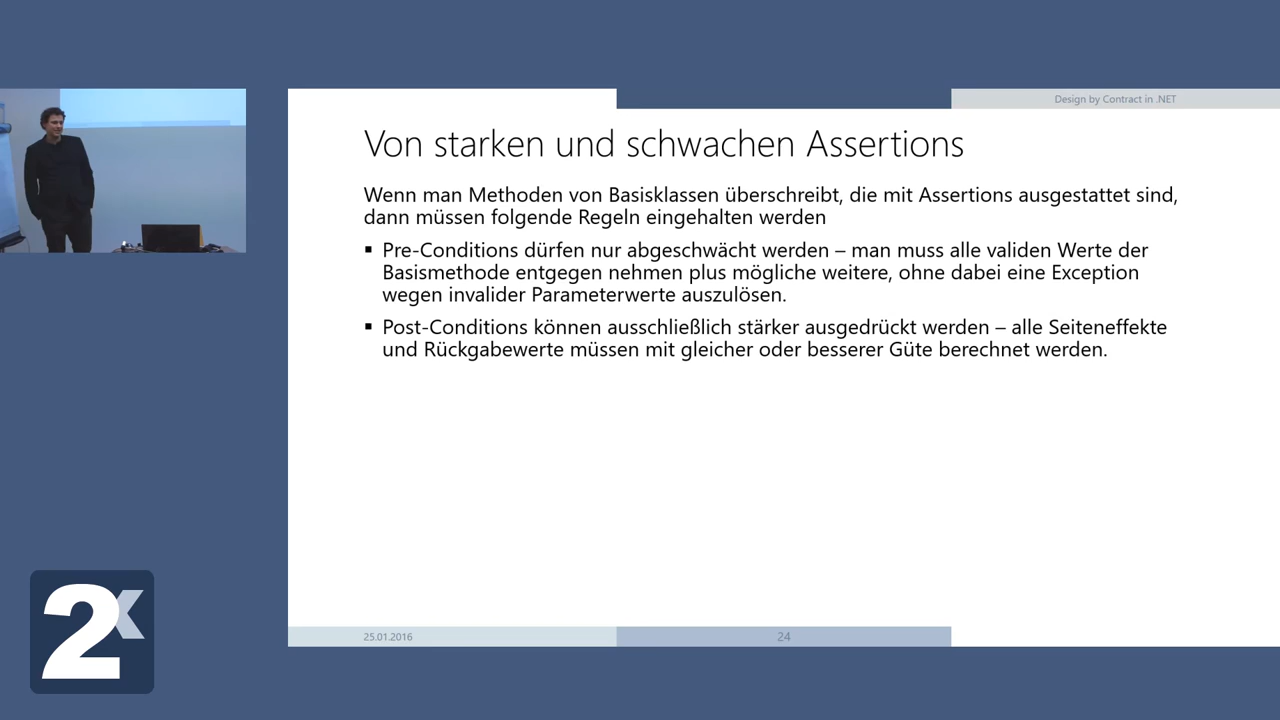 Design by Contract in .NET
Von starken und schwachen Assertions
Wenn man Methoden von Basisklassen überschreibt, die mit Assertions ausgestattet sind,
dann müssen folgende Regeln eingehalten werden
▪ Pre-Conditions dürfen nur abgeschwächt werden – man muss alle validen Werte der
Basismethode entgegen nehmen plus mögliche weitere, ohne dabei eine Exception
wegen invalider Parameterwerte auszulösen.
▪ Post-Conditions können ausschließlich stärker ausgedrückt werden – alle Seiteneffekte
und Rückgabewerte müssen mit gleicher oder besserer Güte berechnet werden.
25.01.2016
24
2x